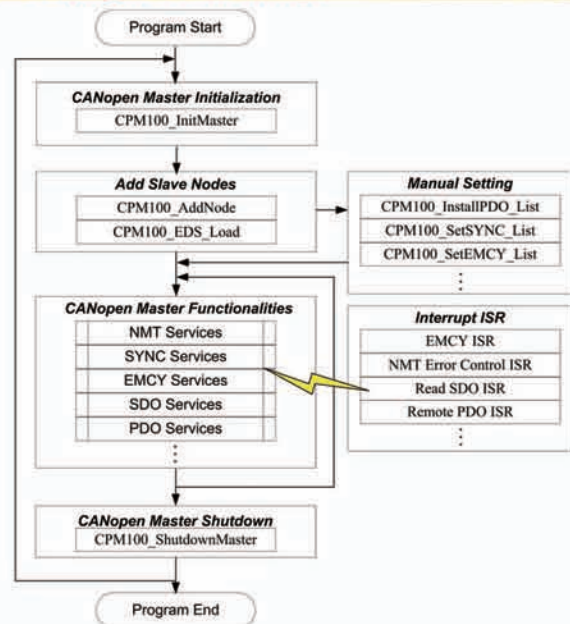 Program Start
CANopen Master Initialization
CPM100_InitMaster
Add Slave Nodes
CPM100_AddNode
CPM100_EDS_Load
Manual Setting
CPM100_InstallPDO_List
CPM100_SetSYNC_List
CPM100_SetEMCY_List
CANopen Master Functionalities
NMT Services
SYNC Services
EMCY Services
SDO Services
PDO Services
Interrupt ISR
EMCY ISR
NMT Error Control ISR
Read SDO ISR
Remote PDO ISR
CANopen Master Shutdown
CPM100_ShutdownMaster
Program End